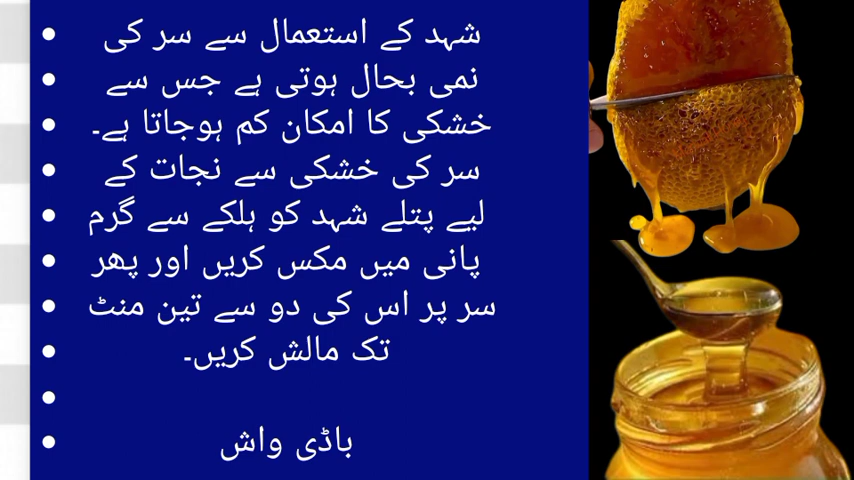 شہد کے استعمال سے سر کی
نمی بحال ہوتی ہے جس سے
خشکی کا امکان کم ہوجاتا ہے۔
سر کی خشکی سے نجات کے
لیے پتلے شہد کو ہلکے سے گرم
پانی میں مکس کریں اور پھر
سر پر اس کی دو سے تین منٹ
تک مالش کریں۔
باڈی واش